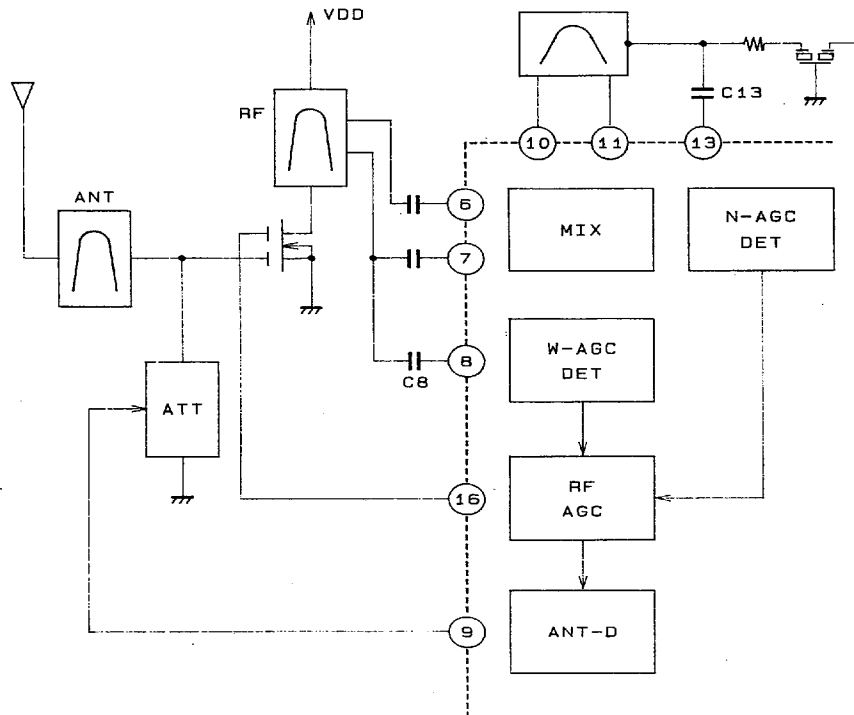 VDD
RF
C13
10
11
13
ANT
6
MIX
N-AGC
DET
7
W-AGC
DET
8
C8
ATT
16
RF
AGC
9
ANT-D